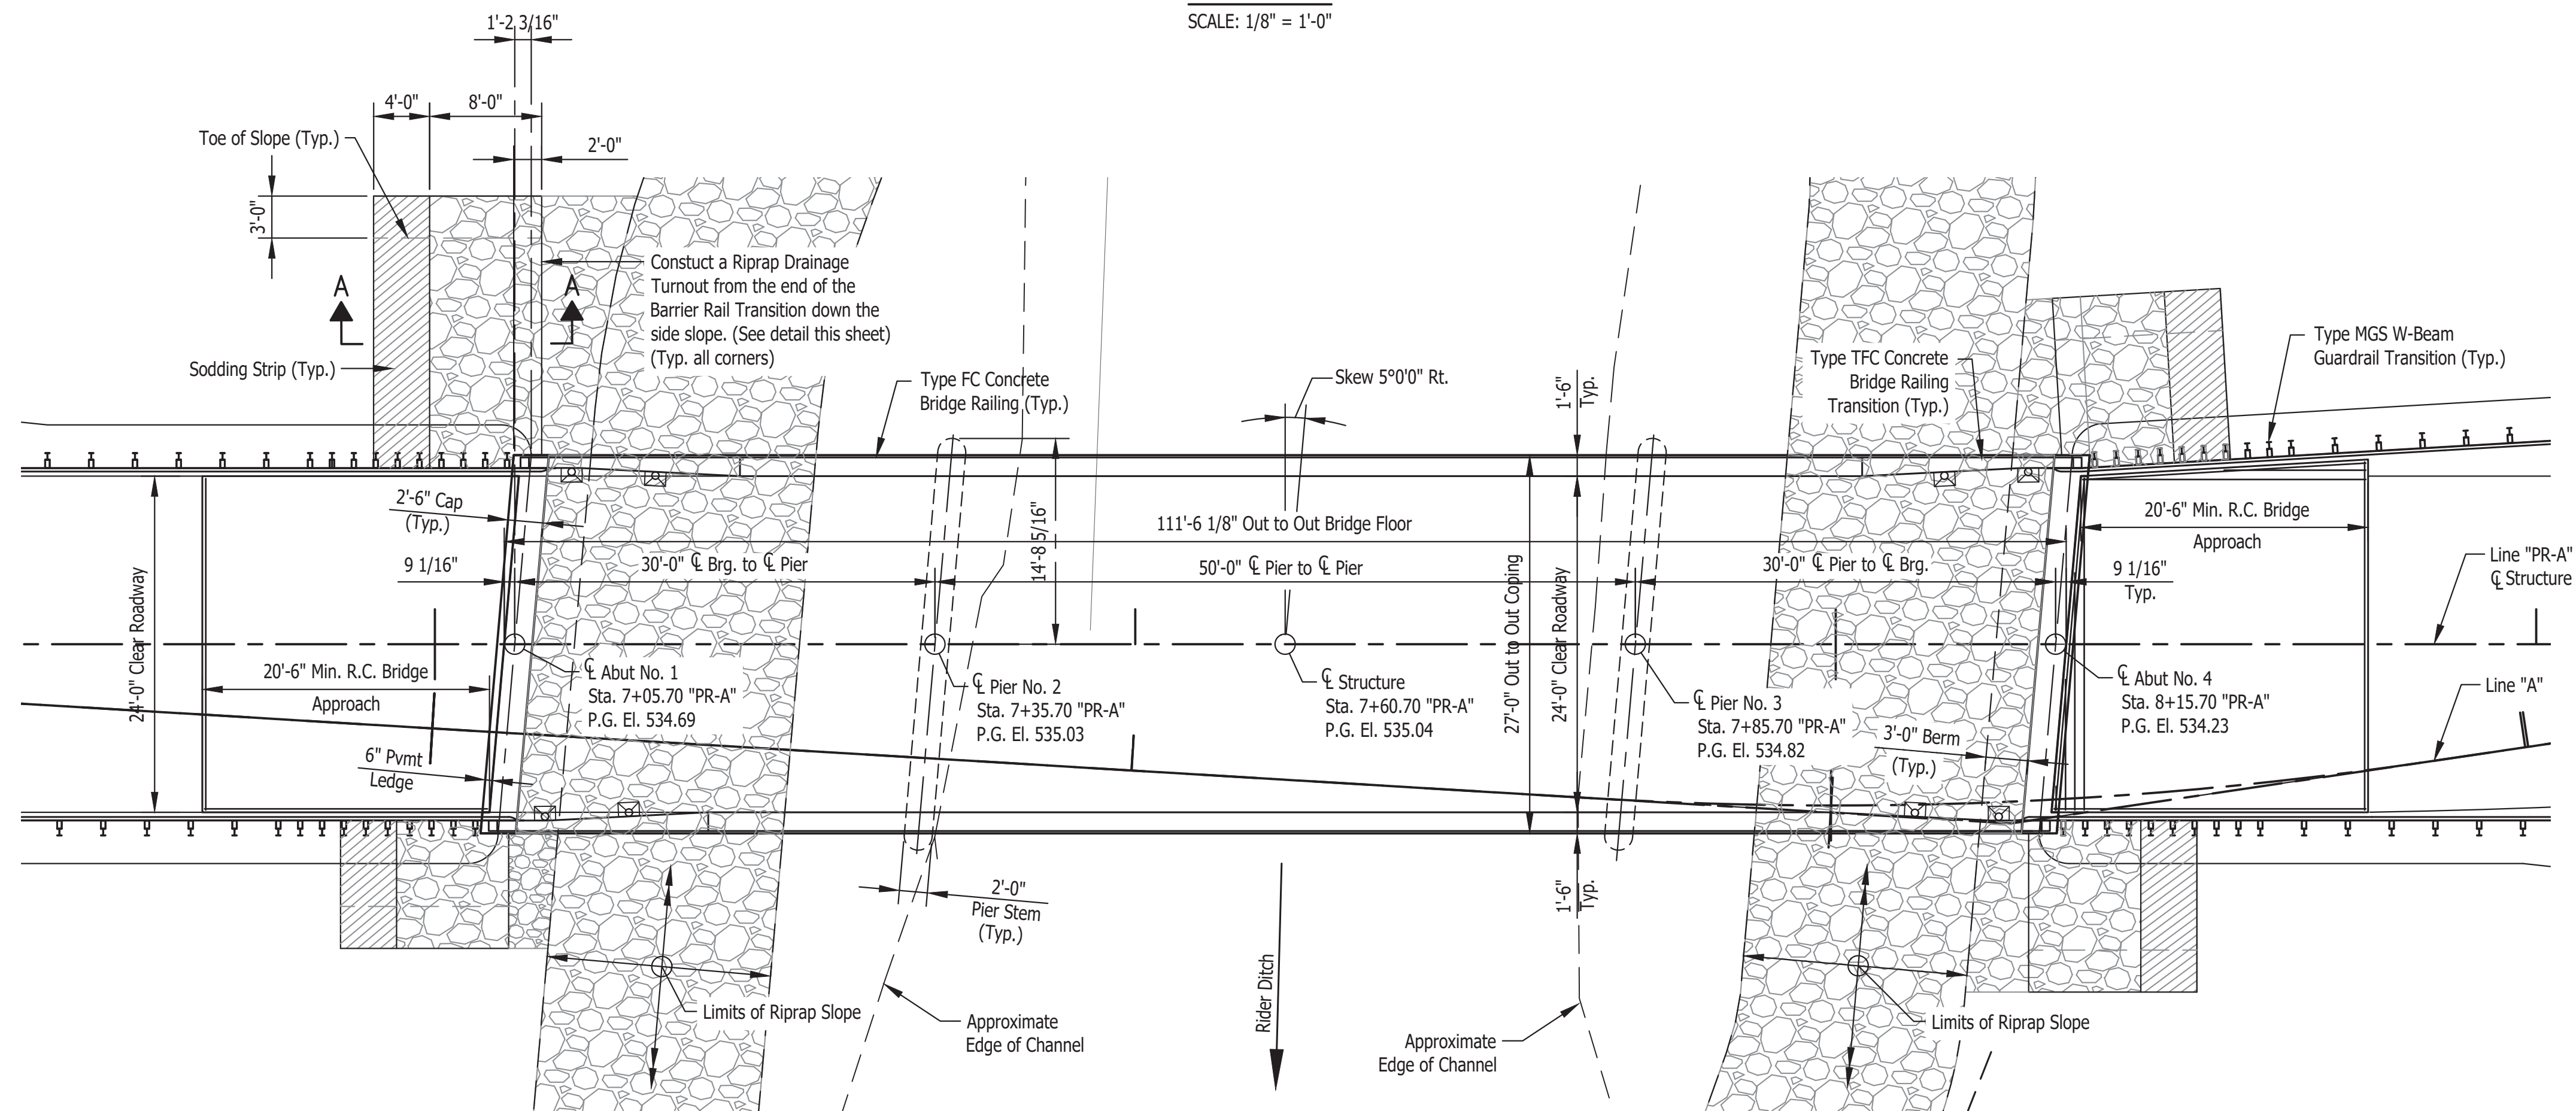 SCALE: 1/8" = 1'-0"
1'-2 3/16"
4'-0"
8'-0"
2'-0"
Toe of Slope (Typ.)
3'-0"
A
A
Sodding Strip (Typ.)
Constuct a Riprap Drainage
Turnout from the end of the
Barrier Rail Transition down the
side slope. (See detail this sheet)
(Typ. all corners)
Type FC Concrete
Bridge Railing (Typ.)
Skew 5°0'0" Rt.
1'-6"
Typ.
Type TFC Concrete
Bridge Railing
Transition (Typ.)
Type MGS W-Beam
Guardrail Transition (Typ.)
2'-6" Cap
(Typ.)
9 1/16"
111'-6 1/8" Out to Out Bridge Floor
30'-0" ℄ Brg. to ℄ Pier
14'-8 5/16"
50'-0" ℄ Pier to ℄ Pier
27'-0" Out to Out Coping
24'-0" Clear Roadway
30'-0" ℄ Pier to ℄ Brg.
9 1/16"
Typ.
20'-6" Min. R.C. Bridge
Approach
Line "PR-A"
℄ Structure
24'-0" Clear Roadway
20'-6" Min. R.C. Bridge
Approach
℄ Abut No. 1
Sta. 7+05.70 "PR-A"
P.G. El. 534.69
℄ Pier No. 2
Sta. 7+35.70 "PR-A"
P.G. El. 535.03
℄ Structure
Sta. 7+60.70 "PR-A"
P.G. El. 535.04
℄ Pier No. 3
Sta. 7+85.70 "PR-A"
P.G. El. 534.82
3'-0" Berm
(Typ.)
℄ Abut No. 4
Sta. 8+15.70 "PR-A"
P.G. El. 534.23
Line "A"
6" Pvmt
Ledge
2'-0"
Pier Stem
(Typ.)
1'-6"
Typ.
Rider Ditch
Limits of Riprap Slope
Approximate
Edge of Channel
Approximate
Edge of Channel
Limits of Riprap Slope